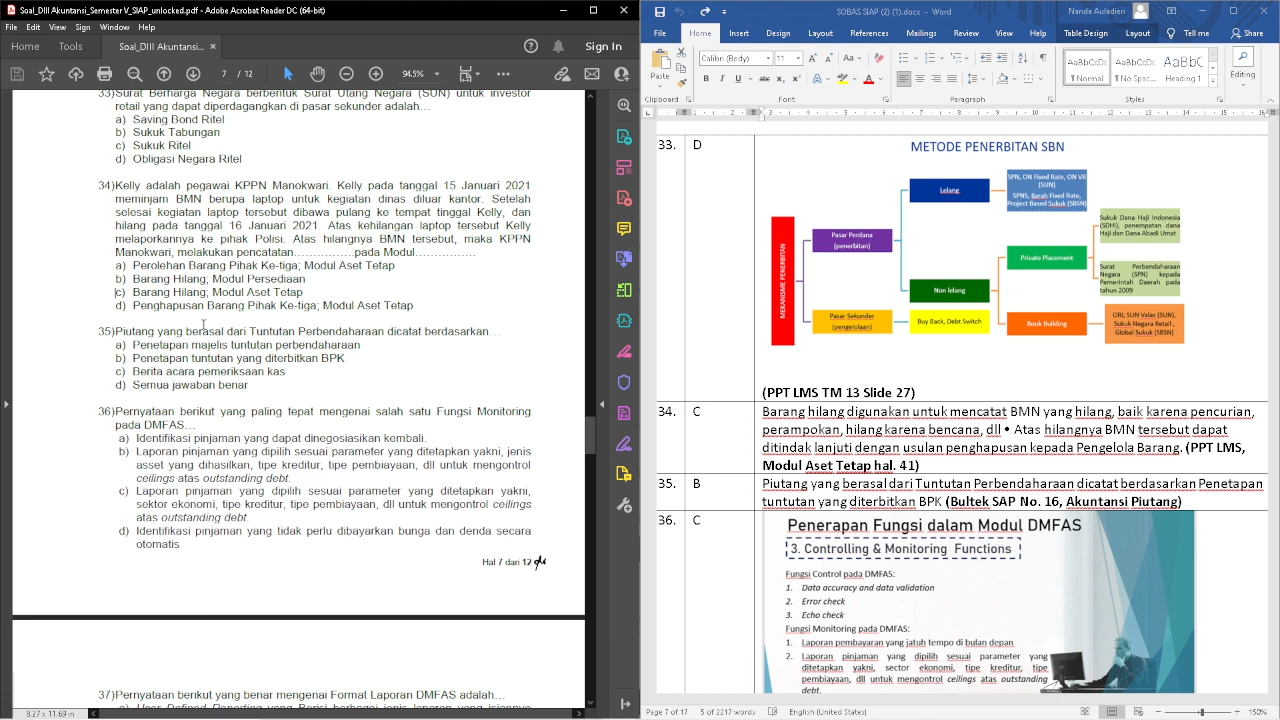 Soal_DIII Akuntansi_Semester V_SIAP_unlocked.pdf - Adobe Acrobat Reader DC (64-bit)
File Edit View Sign Window Help
Home Tools Soal_DIII Akuntansi... × Sign In
retail yang dapat diperdagangkan di pasar sekunder adalah…
a) Saving Bond Ritel
b) Sukuk Tabungan
c) Sukuk Ritel
d) Obligasi Negara Ritel
34)Kelly adalah pegawai KPPN Manokwari. Kelly pada tanggal 15 Januari 2021
meminjam BMN berupa laptop untuk kegiatan dinas diluar kantor. Setelah
selesai kegiatan laptop tersebut dibawa pulang ke tempat tinggal Kelly, dan
hilang pada tanggal 16 Januari 2021. Atas kehilangan laptop tersebut Kelly
melaporkannya ke pihak Polisi. Atas hilangnya BMN tersebut, maka KPPN
Manokwari, melakukan pencatatan……………….pada Modul……………….
a) Perolehan Barang Pihak Ke-tiga; Modul Aset Tetap
b) Barang Hilang; Modul Persediaan
c) Barang Hilang; Modul Aset Tetap
d) Penghapusan Barang Pihak Ke-tiga; Modul Aset Tetap
35)Piutang yang berasal dari Tuntutan Perbendaharaan dicatat berdasarkan…
a) Penetapan majelis tuntutan perbendaharaan
b) Penetapan tuntutan yang diterbitkan BPK
c) Berita acara pemeriksaan kas
d) Semua jawaban benar
36)Pernyataan berikut yang paling tepat mengenai salah satu Fungsi Monitoring
pada DMFAS…
a) Identifikasi pinjaman yang dapat dinegosiasikan kembali.
b) Laporan pinjaman yang dipilih sesuai parameter yang ditetapkan yakni, jenis
asset yang dihasilkan, tipe kreditur, tipe pembiayaan, dll untuk mengontrol
ceilings atas outstanding debt.
c) Laporan pinjaman yang dipilih sesuai parameter yang ditetapkan yakni,
sektor ekonomi, tipe kreditur, tipe pembiayaan, dll untuk mengontrol ceilings
atas outstanding debt.
d) Identifikasi pinjaman yang tidak perlu dibayarkan bunga dan denda secara
otomatis
Hal 7 dari 12
37)Pernyataan berikut yang benar mengenai Format Laporan DMFAS adalah…
8.27 x 11.69 in
SOBAS SIAP (2) (1).docx - Word
Nanda Auladien
File Home Insert Design Layout References Mailings Review View Help Table Design Layout Tell me Share
Paste
Calibri (Body) 11
AaBbCcC AaBbCcC AaBbC
¶ Normal ¶ No Spac... Heading 1
Editing
Clipboard Font Paragraph Styles
33. D
METODE PENERBITAN SBN
MEKANISME PENERBITAN
Pasar Perdana
(penerbitan)
Pasar Sekunder
(pengelolaan)
Lelang
Non lelang
Buy Back, Debt Switch
SPN, ON Fixed Rate, ON VR
(SUN)
SPNS, Ijarah Fixed Rate,
Project Based Sukuk (SBSN)
Private Placement
Book Building
Sukuk Dana Haji Indonesia
(SDHI), penempatan dana
Haji dan Dana Abadi Umat
Surat Perbendaharaan
Negara (SPN) kepada
Pemerintah Daerah pada
tahun 2009
ORI, SUN Valas (SUN),
Sukuk Negara Retail,
Global Sukuk (SBSN)
(PPT LMS TM 13 Slide 27)
34. C
Barang hilang digunakan untuk mencatat BMN yang hilang, baik karena pencurian,
perampokan, hilang karena bencana, dll • Atas hilangnya BMN tersebut dapat
ditindak lanjuti dengan usulan penghapusan kepada Pengelola Barang. (PPT LMS,
Modul Aset Tetap hal. 41)
35. B
Piutang yang berasal dari Tuntutan Perbendaharaan dicatat berdasarkan Penetapan
tuntutan yang diterbitkan BPK (Bultek SAP No. 16, Akuntansi Piutang)
36. C
Penerapan Fungsi dalam Modul DMFAS
3. Controlling & Monitoring Functions
Fungsi Control pada DMFAS:
1. Data accuracy and data validation
2. Error check
3. Echo check
Fungsi Monitoring pada DMFAS:
1. Laporan pembayaran yang jatuh tempo di bulan depan
2. Laporan pinjaman yang dipilih sesuai parameter yang
ditetapkan yakni, sector ekonomi, tipe kreditur, tipe
pembiayaan, dll untuk mengontrol ceilings atas outstanding
debt.
Page 7 of 17 5 of 2217 words English (United States) 150%